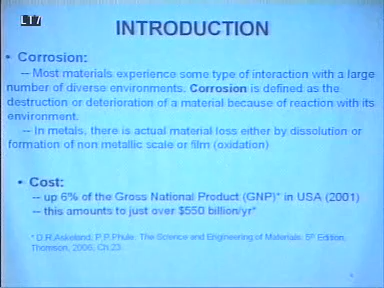 LT7
INTRODUCTION
• Corrosion:
-- Most materials experience some type of interaction with a large
number of diverse environments. Corrosion is defined as the
destruction or deterioration of a material because of reaction with its
environment.
-- In metals, there is actual material loss either by dissolution or
formation of non metallic scale or film (oxidation)
• Cost:
-- up 6% of the Gross National Product (GNP)* in USA (2001)
-- this amounts to just over $550 billion/yr*
* D.R.Askeland, P.P.Phule, The Science and Engineering of Materials, 5th Edition,
Thomson, 2006, Ch.23.